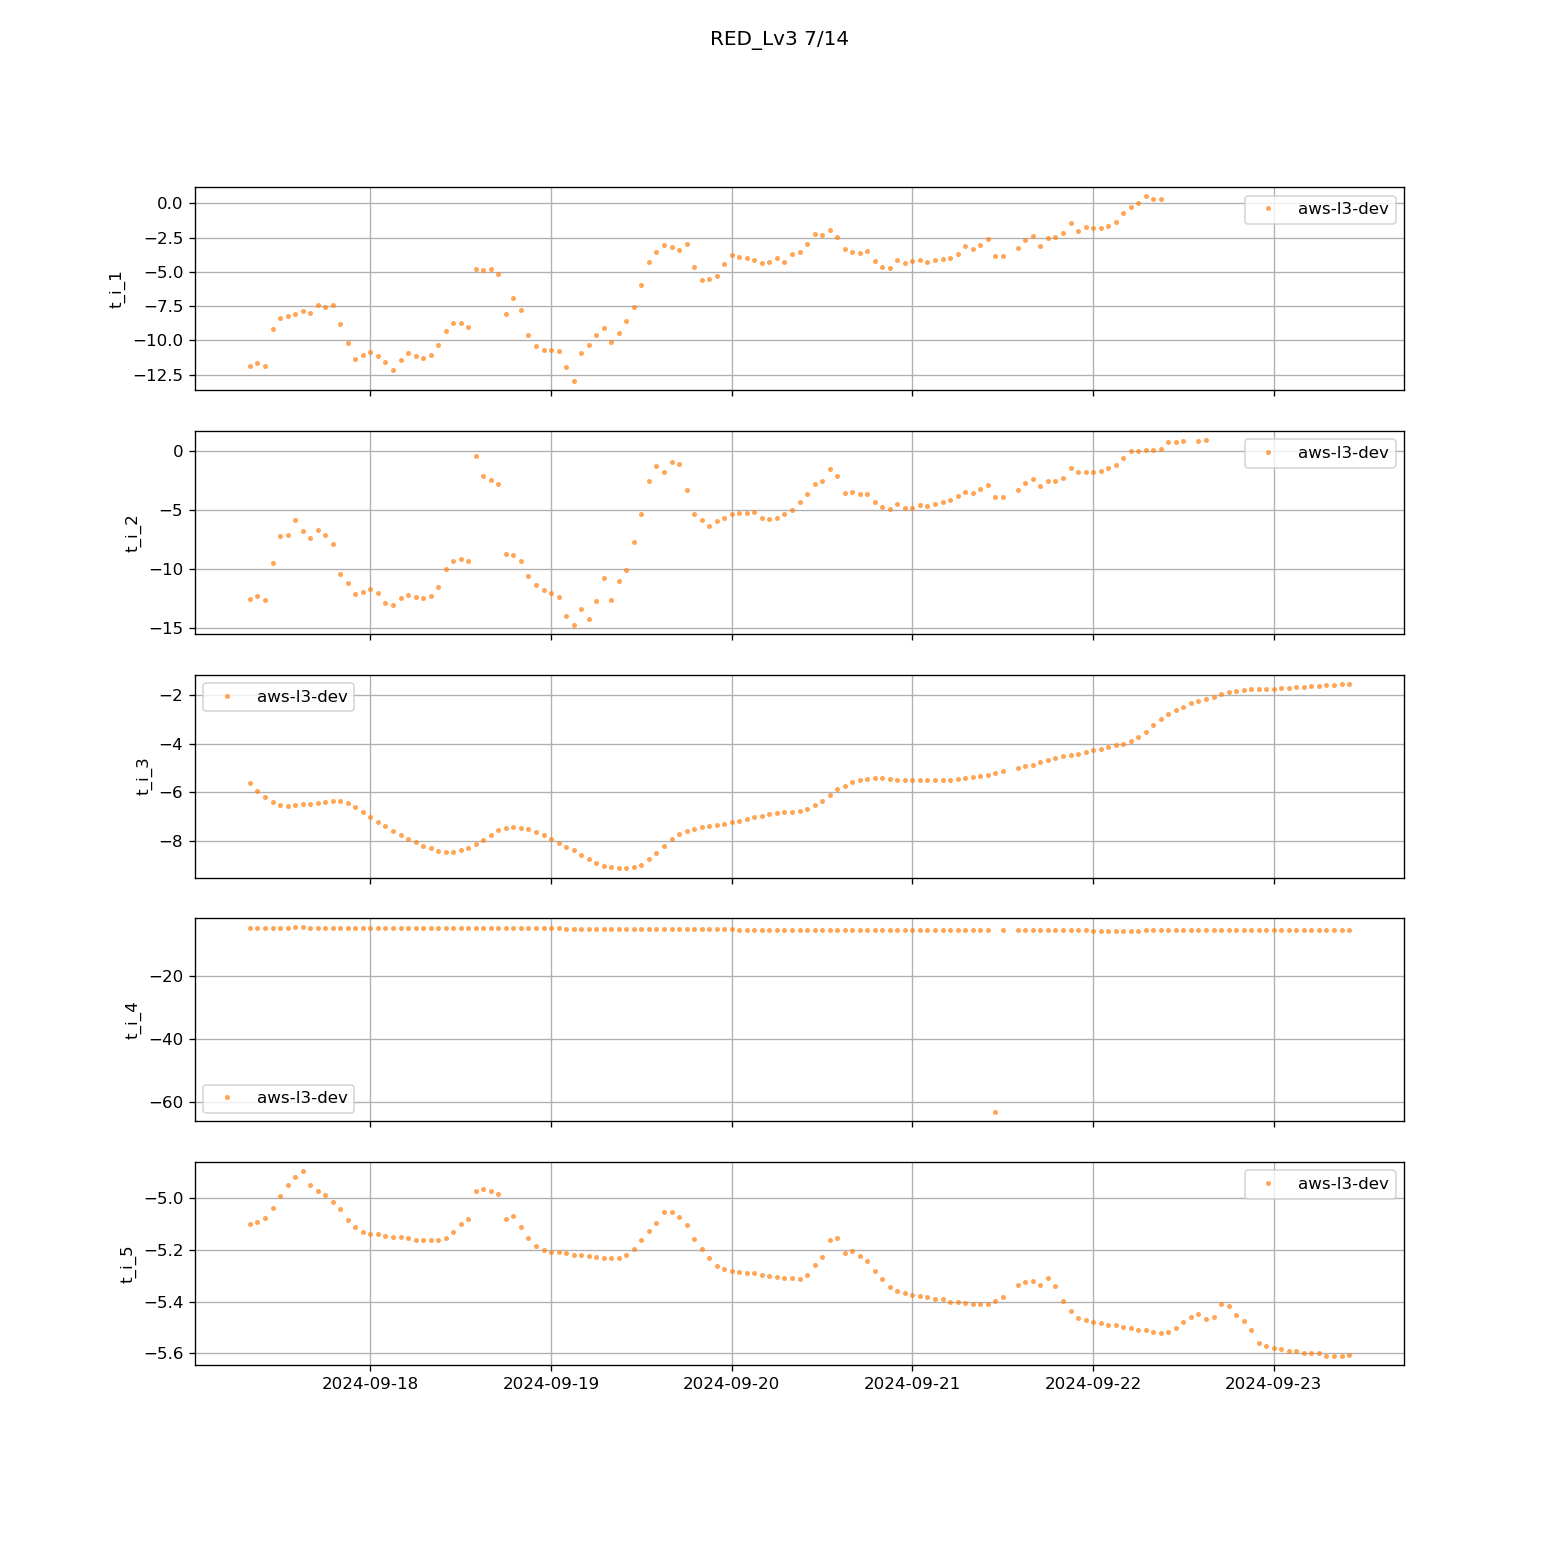 RED_Lv3 7/14
0.0
−2.5
−5.0
−7.5
−10.0
−12.5
t_i_1
aws-l3-dev
0
−5
−10
−15
t_i_2
aws-l3-dev
−2
−4
−6
−8
t_i_3
aws-l3-dev
−20
−40
−60
t_i_4
aws-l3-dev
−5.0
−5.2
−5.4
−5.6
t_i_5
aws-l3-dev
2024-09-18 2024-09-19 2024-09-20 2024-09-21 2024-09-22 2024-09-23